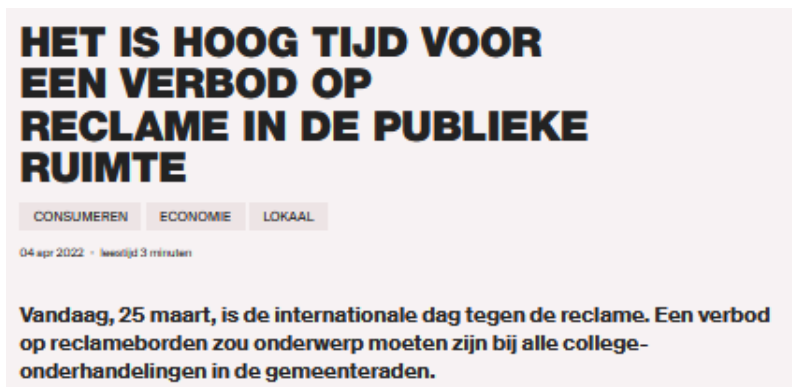 HET IS HOOG TIJD VOOR
EEN VERBOD OP
RECLAME IN DE PUBLIEKE
RUIMTE
CONSUMEREN ECONOMIE LOKAAL
04 apr 2022 • leestijd 3 minuten
Vandaag, 25 maart, is de internationale dag tegen de reclame. Een verbod
op reclameborden zou onderwerp moeten zijn bij alle college-
onderhandelingen in de gemeenteraden.